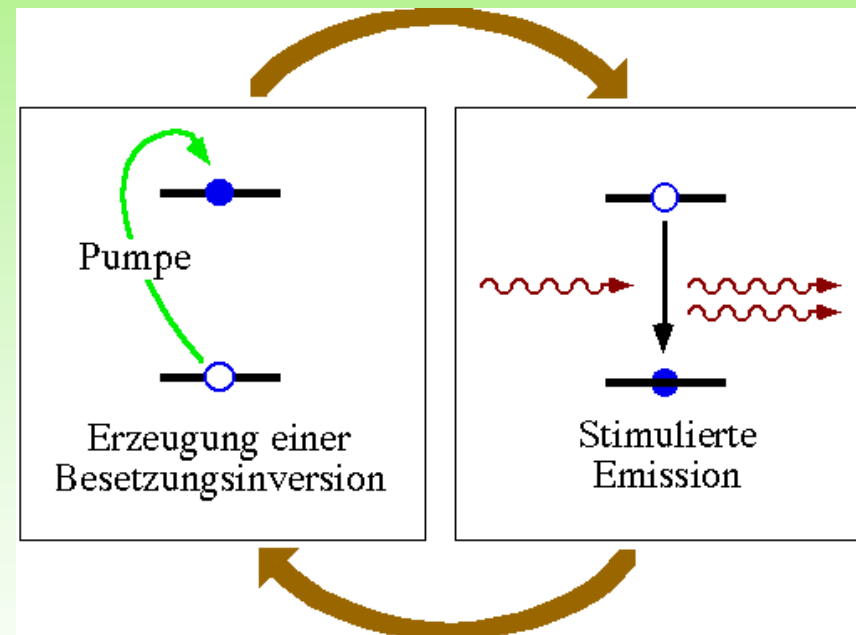 Pumpe
Erzeugung einer
Besetzungsinversion
Stimulierte
Emission